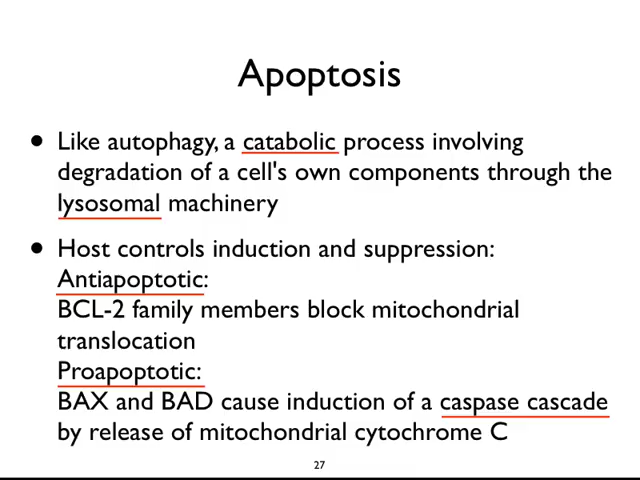 Apoptosis
• Like autophagy, a catabolic process involving
degradation of a cell's own components through the
lysosomal machinery
• Host controls induction and suppression:
Antiapoptotic:
BCL-2 family members block mitochondrial
translocation
Proapoptotic:
BAX and BAD cause induction of a caspase cascade
by release of mitochondrial cytochrome C
27